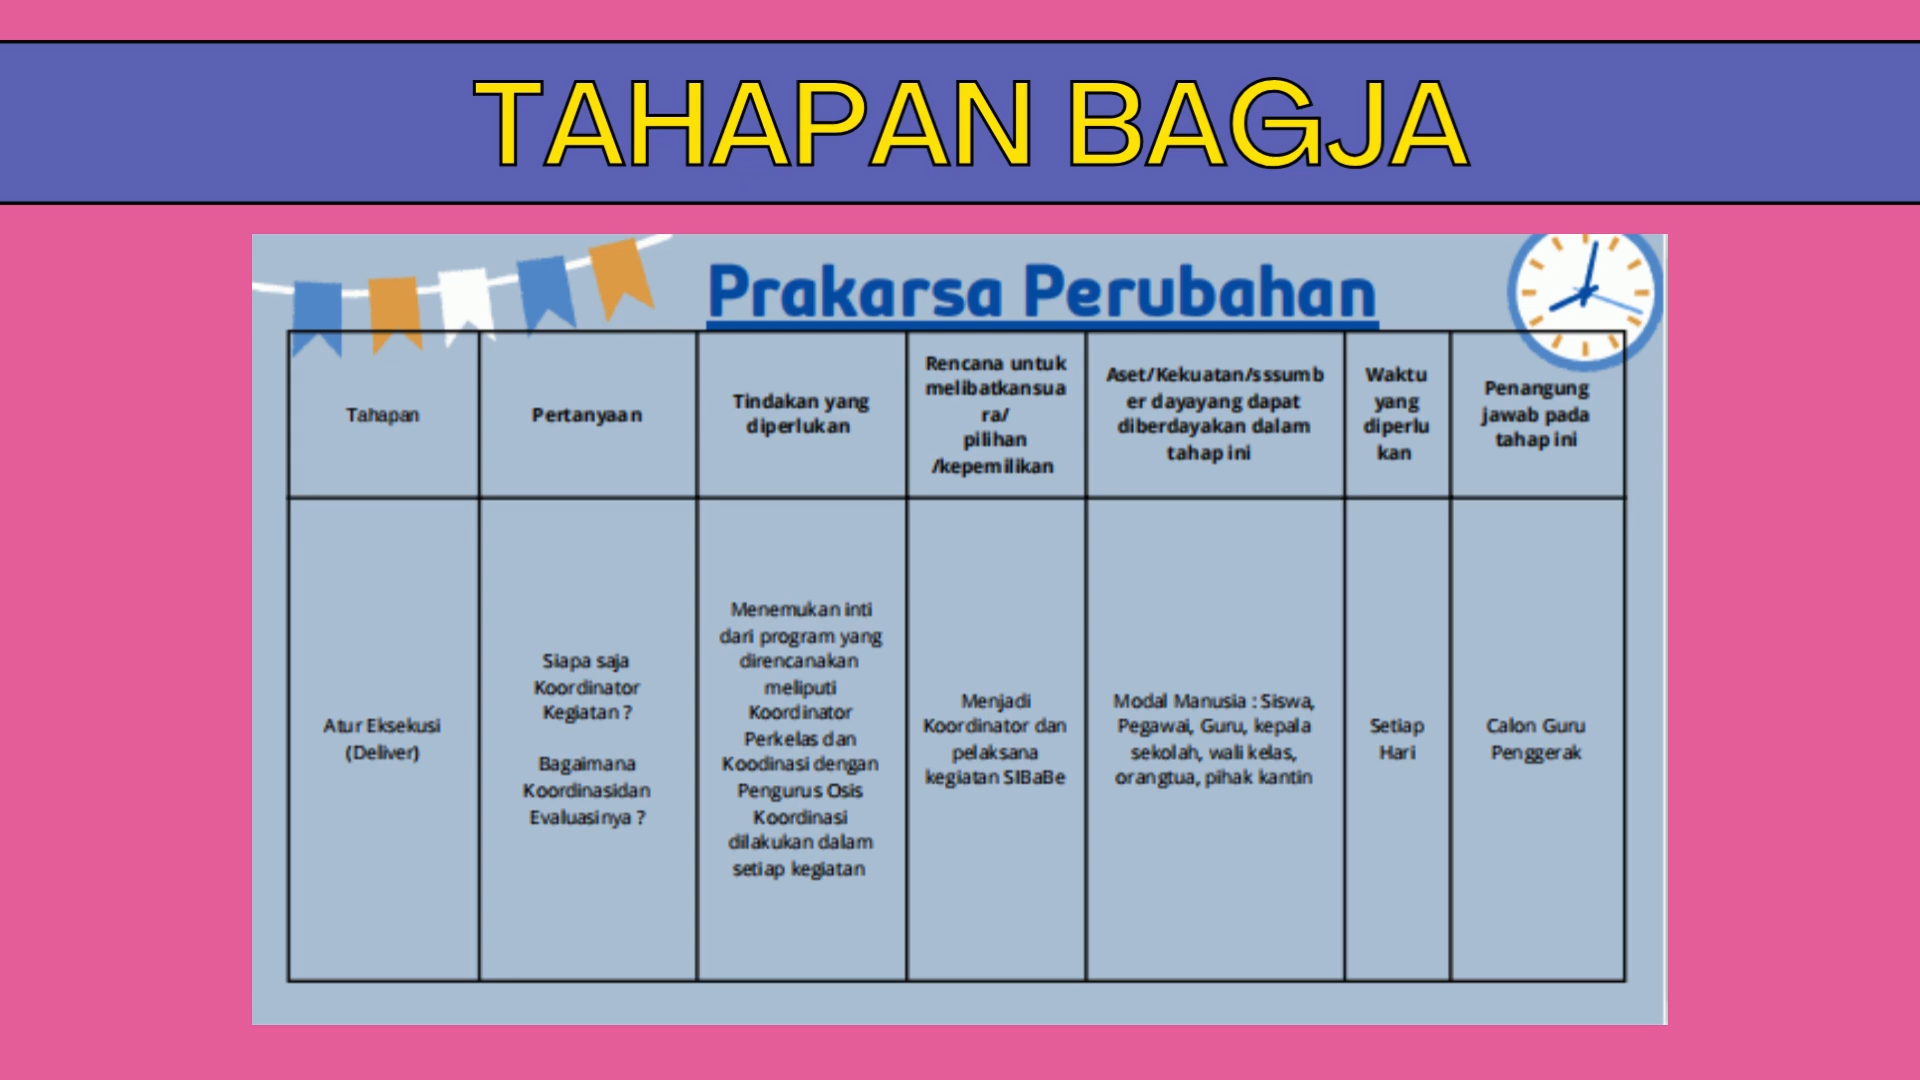 TAHAPAN BAGJA
Prakarsa Perubahan
Tahapan
Pertanyaan
Tindakan yang
diperlukan
Rencana untuk
melibatkansua
ra/
pilihan
/kepemilikan
Aset/Kekuatan/sssumb
er dayayang dapat
diberdayakan dalam
tahap ini
Waktu
yang
diperlu
kan
Penangung
jawab pada
tahap ini
Atur Eksekusi
(Deliver)
Siapa saja
Koordinator
Kegiatan ?
Bagaimana
Koordinasidan
Evaluasinya ?
Menemukan inti
dari program yang
direncanakan
meliputi
Koordinator
Perkelas dan
Koodinasi dengan
Pengurus Osis
Koordinasi
dilakukan dalam
setiap kegiatan
Menjadi
Koordinator dan
pelaksana
kegiatan SIBaBe
Modal Manusia : Siswa,
Pegawai, Guru, kepala
sekolah, wali kelas,
orangtua, pihak kantin
Setiap
Hari
Calon Guru
Penggerak